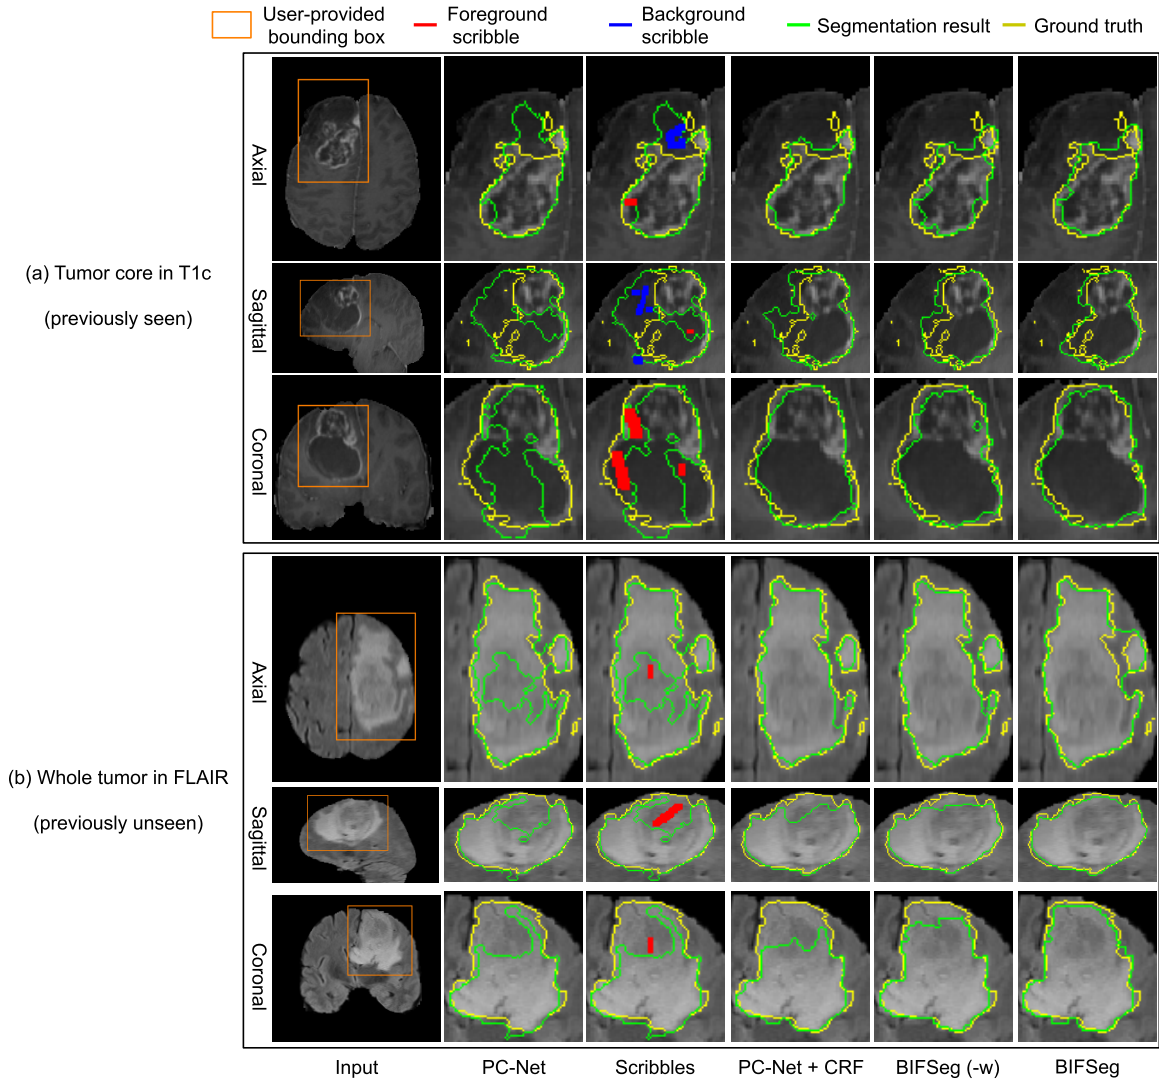 User-provided
bounding box
Foreground
scribble
Background
scribble
Segmentation result
Ground truth
(a) Tumor core in T1c
(previously seen)
Axial
Sagittal
Coronal
(b) Whole tumor in FLAIR
(previously unseen)
Axial
Sagittal
Coronal
Input
PC-Net
Scribbles
PC-Net + CRF
BIFSeg (-w)
BIFSeg